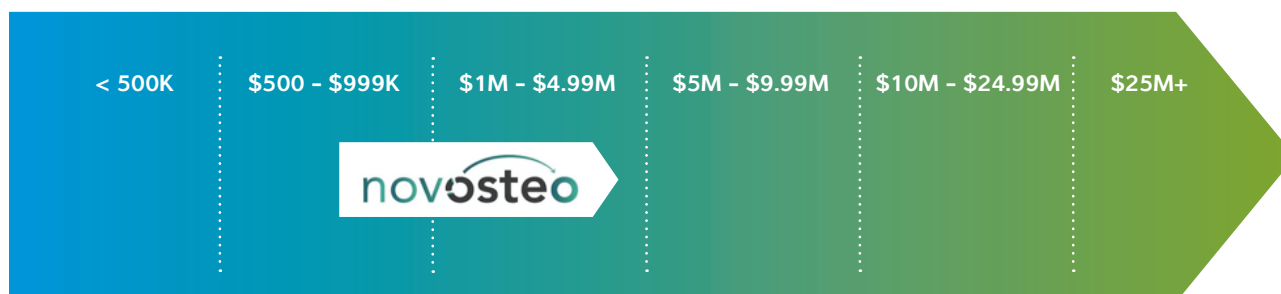 < 500K $500 – $999K $1M – $4.99M $5M – $9.99M $10M – $24.99M $25M+
novosteo